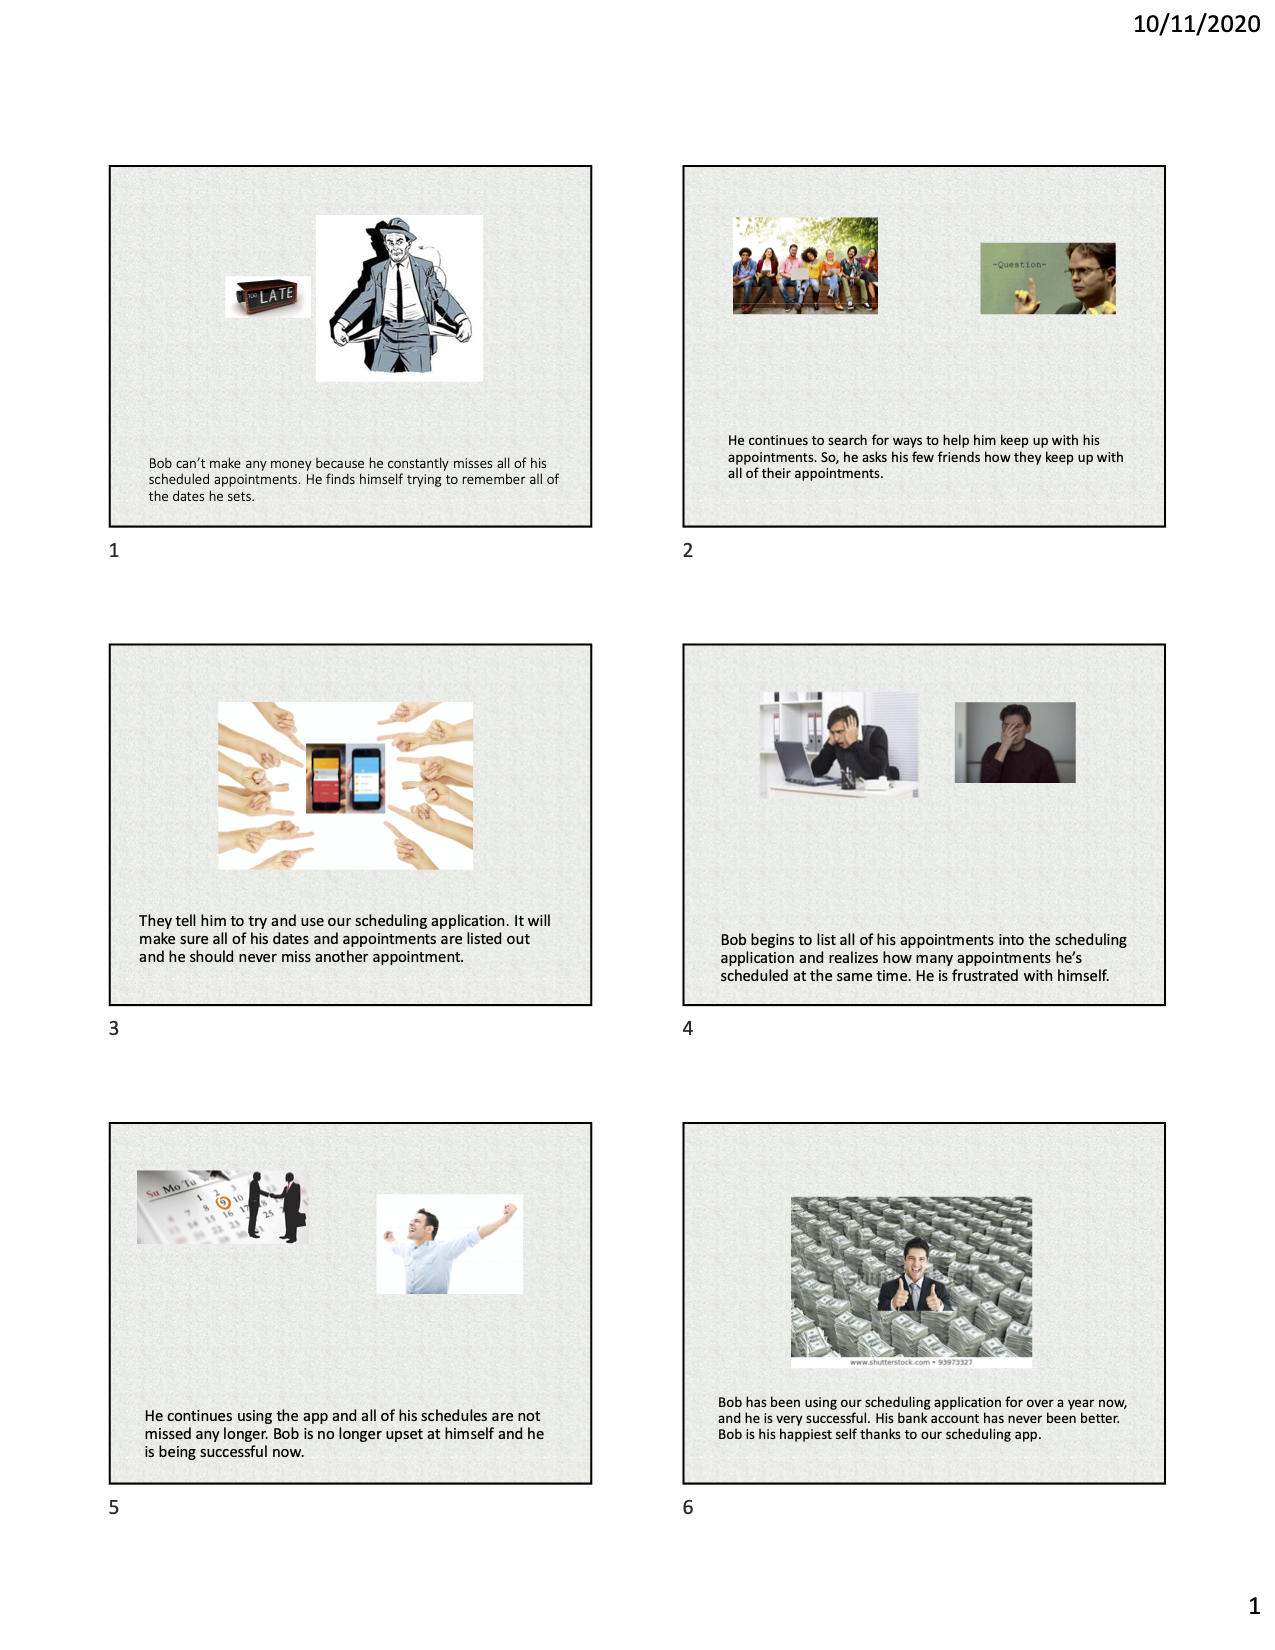 10/11/2020
TOO LATE
Bob can’t make any money because he constantly misses all of his
scheduled appointments. He finds himself trying to remember all of
the dates he sets.
1
~Question~
He continues to search for ways to help him keep up with his
appointments. So, he asks his few friends how they keep up with
all of their appointments.
2
They tell him to try and use our scheduling application. It will
make sure all of his dates and appointments are listed out
and he should never miss another appointment.
3
Bob begins to list all of his appointments into the scheduling
application and realizes how many appointments he’s
scheduled at the same time. He is frustrated with himself.
4
Su Mo Tu
1 2 3
7 8 9 10
14 15 16 17 18
22 23 24 25
He continues using the app and all of his schedules are not
missed any longer. Bob is no longer upset at himself and he
is being successful now.
5
www.shutterstock.com • 93973327
Bob has been using our scheduling application for over a year now,
and he is very successful. His bank account has never been better.
Bob is his happiest self thanks to our scheduling app.
6
1